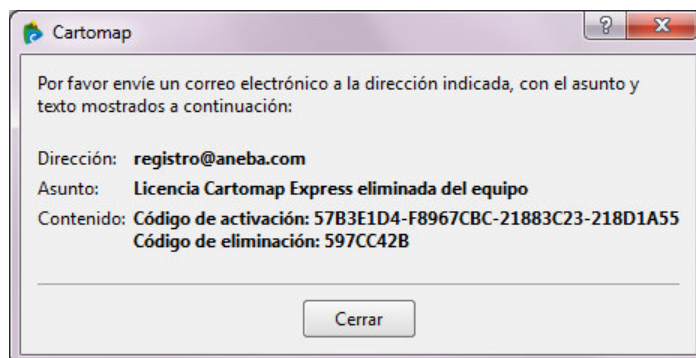 Cartomap
Por favor envíe un correo electrónico a la dirección indicada, con el asunto y
texto mostrados a continuación:
Dirección: registro@aneba.com
Asunto: Licencia Cartomap Express eliminada del equipo
Contenido: Código de activación: 57B3E1D4-F8967CBC-21883C23-218D1A55
Código de eliminación: 597CC42B
Cerrar